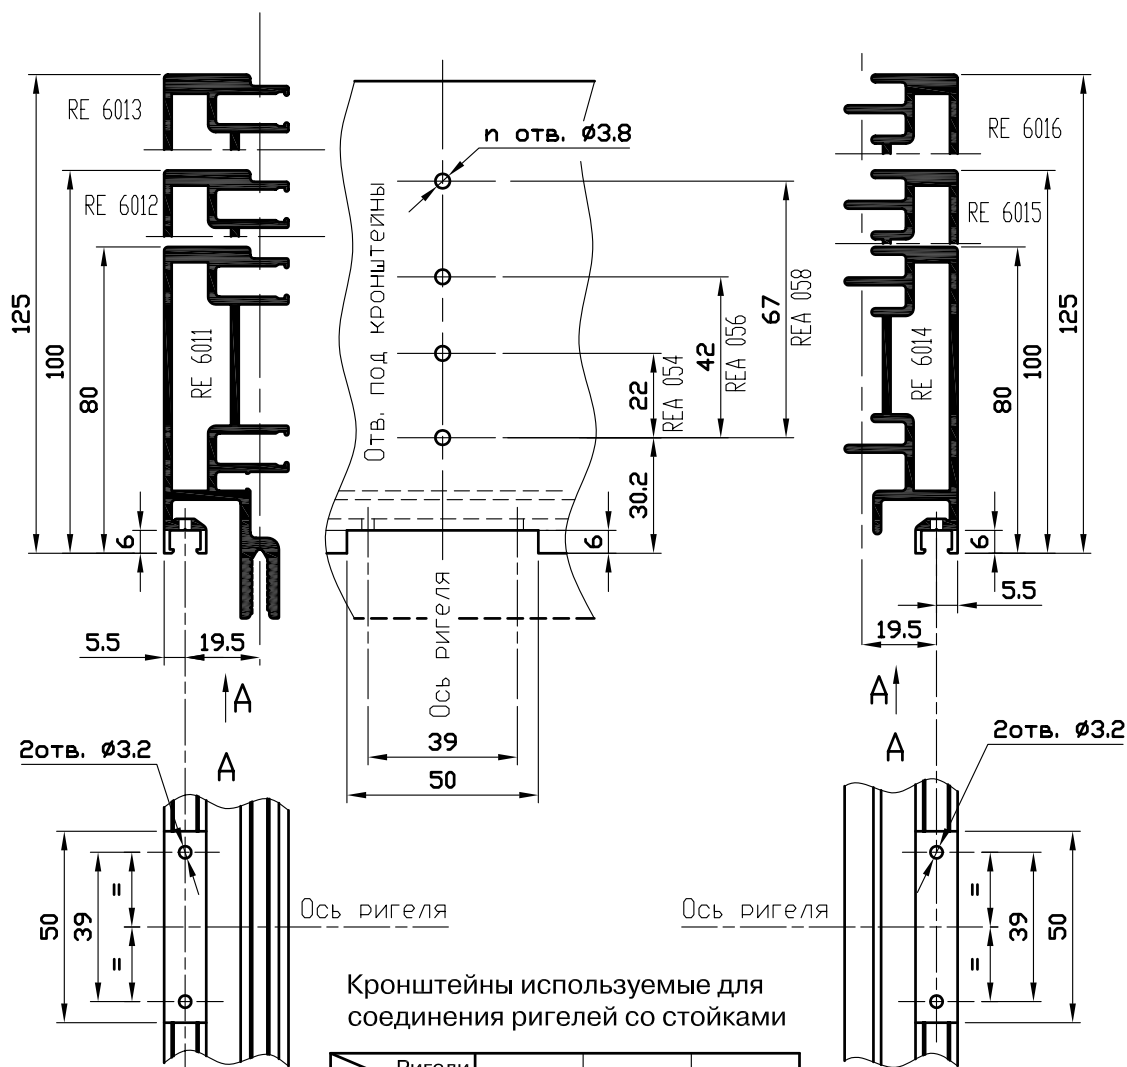 RE 6013
RE 6012
RE 6011
125
100
80
6
5.5
19.5
A
n отв. Ø3.8
Отв. под кронштейны
22
REA 054
42
REA 056
67
REA 058
30.2
6
Ось ригеля
39
50
RE 6016
RE 6015
RE 6014
80
100
125
6
5.5
19.5
A
2отв. Ø3.2
A
50
39
=
=
Ось ригеля
A
2отв. Ø3.2
Ось ригеля
=
=
39
50
Кронштейны используемые для
соединения ригелей со стойками
Ригели